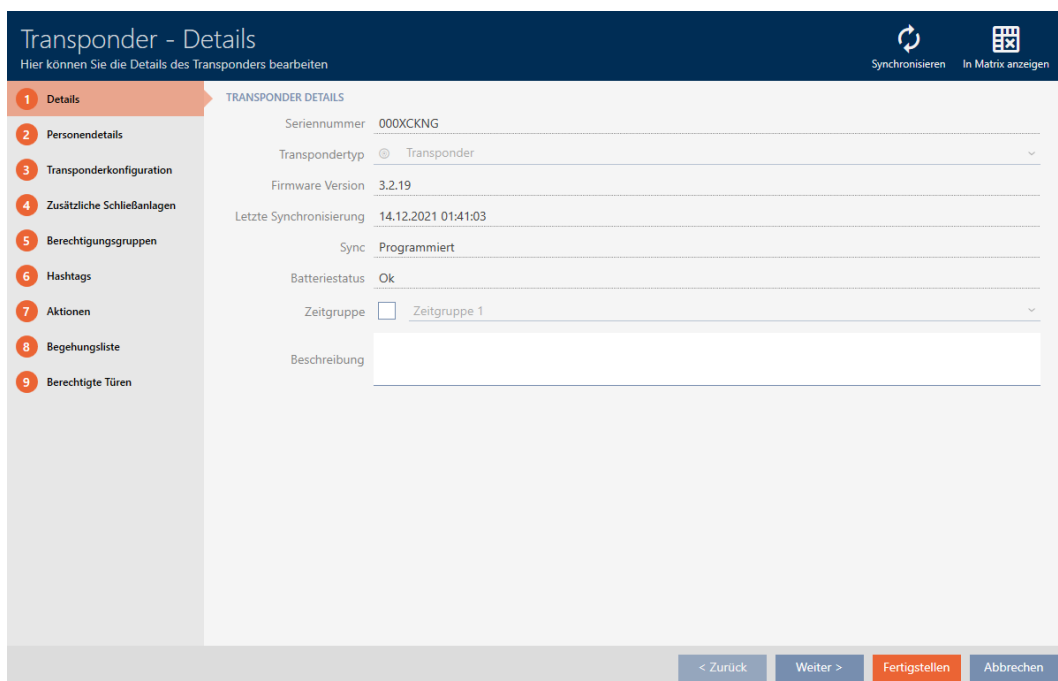 Transponder - Details
Hier können Sie die Details des Transponders bearbeiten
Synchronisieren
In Matrix anzeigen
1 Details
2 Personendetails
3 Transponderkonfiguration
4 Zusätzliche Schließanlagen
5 Berechtigungsgruppen
6 Hashtags
7 Aktionen
8 Begehungsliste
9 Berechtigte Türen
TRANSPONDER DETAILS
Seriennummer 000XCKNG
Transpondertyp Transponder
Firmware Version 3.2.19
Letzte Synchronisierung 14.12.2021 01:41:03
Sync Programmiert
Batteriestatus Ok
Zeitgruppe Zeitgruppe 1
Beschreibung
< Zurück
Weiter >
Fertigstellen
Abbrechen